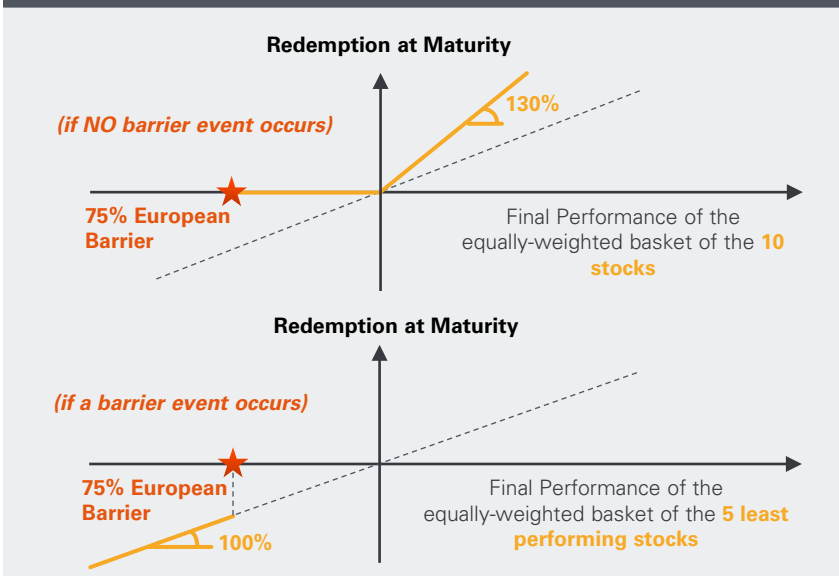 Redemption at Maturity
130%
(if NO barrier event occurs)
75% European
Barrier
Final Performance of the
equally-weighted basket of the 10
stocks
Redemption at Maturity
(if a barrier event occurs)
75% European
Barrier
100%
Final Performance of the
equally-weighted basket of the 5 least
performing stocks